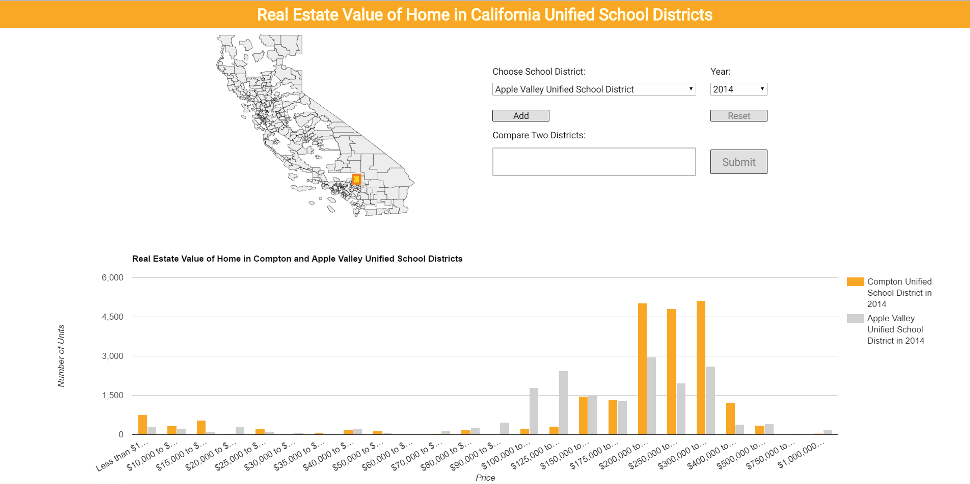 Real Estate Value of Home in California Unified School Districts
Choose School District:
Year:
Apple Valley Unified School District
2014
Add
Reset
Compare Two Districts:
Submit
Real Estate Value of Home in Compton and Apple Valley Unified School Districts
6,000
4,500
3,000
1,500
0
Number of Units
Compton Unified
School District in
2014
Apple Valley
Unified School
District in 2014
Less than $1...
$10,000 to $...
$15,000 to $...
$20,000 to $...
$25,000 to $...
$30,000 to $...
$35,000 to $...
$40,000 to $...
$50,000 to $...
$60,000 to $...
$70,000 to $...
$80,000 to $...
$90,000 to $...
$100,000 to...
$125,000 to...
$150,000 to...
$175,000 to...
$200,000 to...
$250,000 to...
$300,000 to...
$400,000 to...
$500,000 to...
$750,000 to...
$1,000,000...
Price